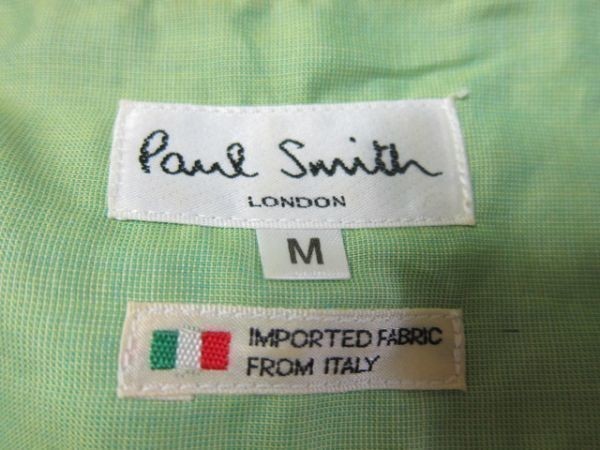 Paul Smith
LONDON
M
IMPORTED FABRIC
FROM ITALY